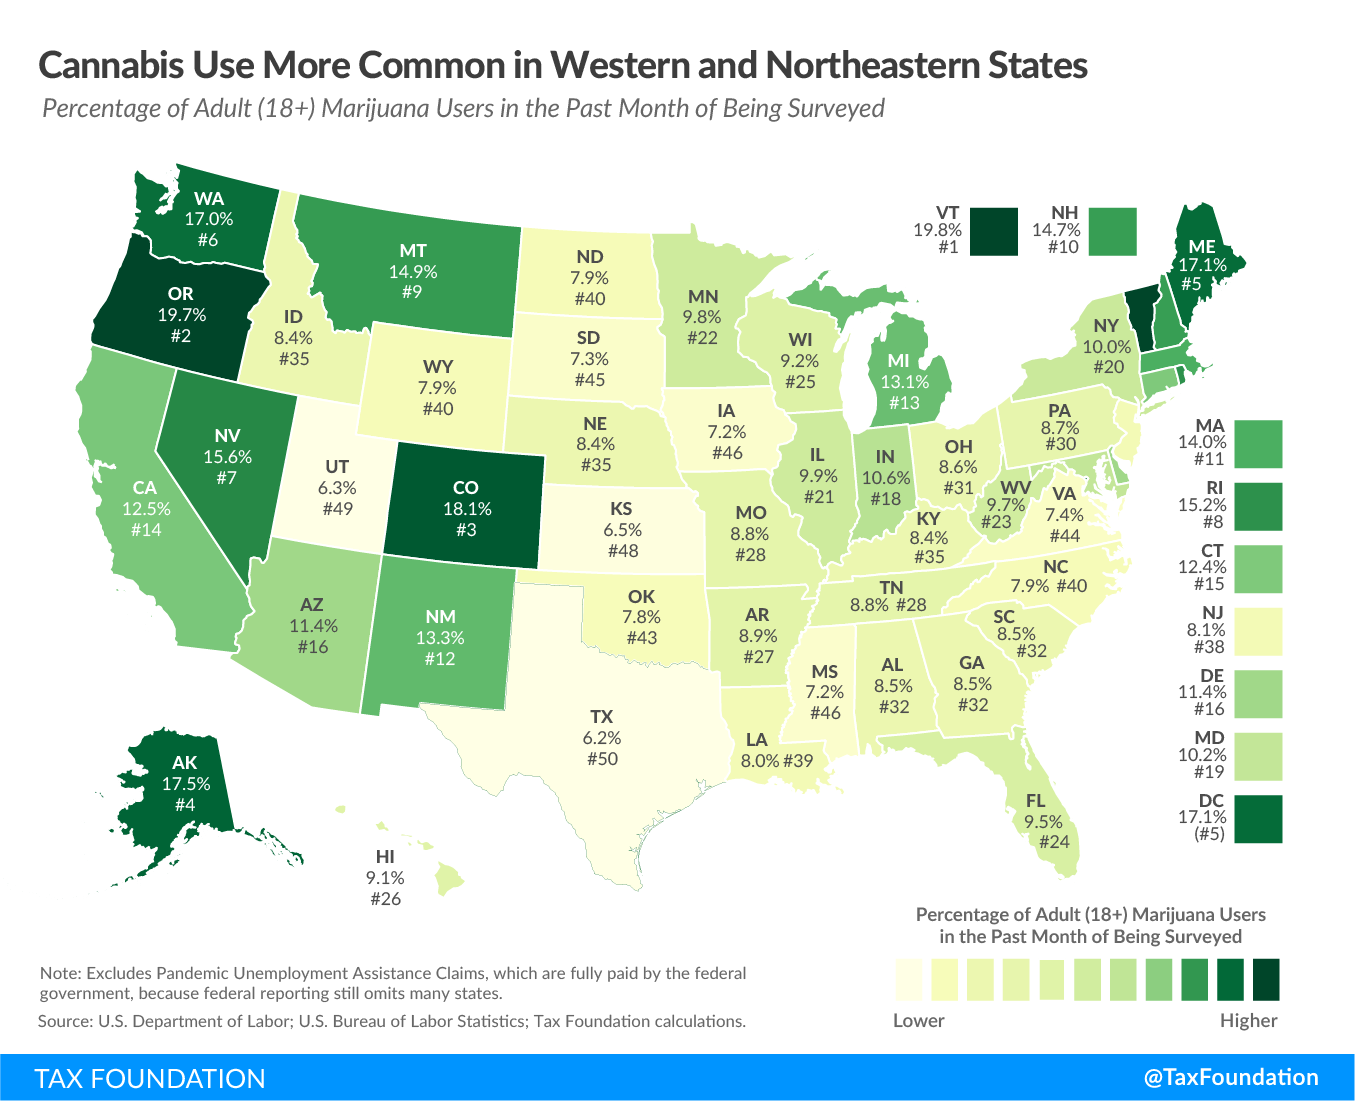 Cannabis Use More Common in Western and Northeastern States
Percentage of Adult (18+) Marijuana Users in the Past Month of Being Surveyed
WA
17.0%
#6
OR
19.7%
#2
ID
8.4%
#35
MT
14.9%
#9
ND
7.9%
#40
MN
9.8%
#22
VT
19.8%
#1
NH
14.7%
#10
ME
17.1%
#5
SD
7.3%
#45
WI
9.2%
#25
MI
13.1%
#13
NY
10.0%
#20
WY
7.9%
#40
NV
15.6%
#7
UT
6.3%
#49
CA
12.5%
#14
CO
18.1%
#3
NE
8.4%
#35
IA
7.2%
#46
IL
9.9%
#21
IN
10.6%
#18
OH
8.6%
#31
PA
8.7%
#30
WV
9.7%
#23
VA
7.4%
#44
KS
6.5%
#48
MO
8.8%
#28
KY
8.4%
#35
NC
7.9% #40
TN
8.8% #28
SC
8.5%
#32
AZ
11.4%
#16
NM
13.3%
#12
OK
7.8%
#43
AR
8.9%
#27
MS
7.2%
#46
AL
8.5%
#32
GA
8.5%
#32
TX
6.2%
#50
LA
8.0% #39
FL
9.5%
#24
AK
17.5%
#4
HI
9.1%
#26
MA
14.0%
#11
RI
15.2%
#8
CT
12.4%
#15
NJ
8.1%
#38
DE
11.4%
#16
MD
10.2%
#19
DC
17.1%
(#5)
Percentage of Adult (18+) Marijuana Users
in the Past Month of Being Surveyed
Lower
Higher
Note: Excludes Pandemic Unemployment Assistance Claims, which are fully paid by the federal
government, because federal reporting still omits many states.
Source: U.S. Department of Labor; U.S. Bureau of Labor Statistics; Tax Foundation calculations.
TAX FOUNDATION
@TaxFoundation